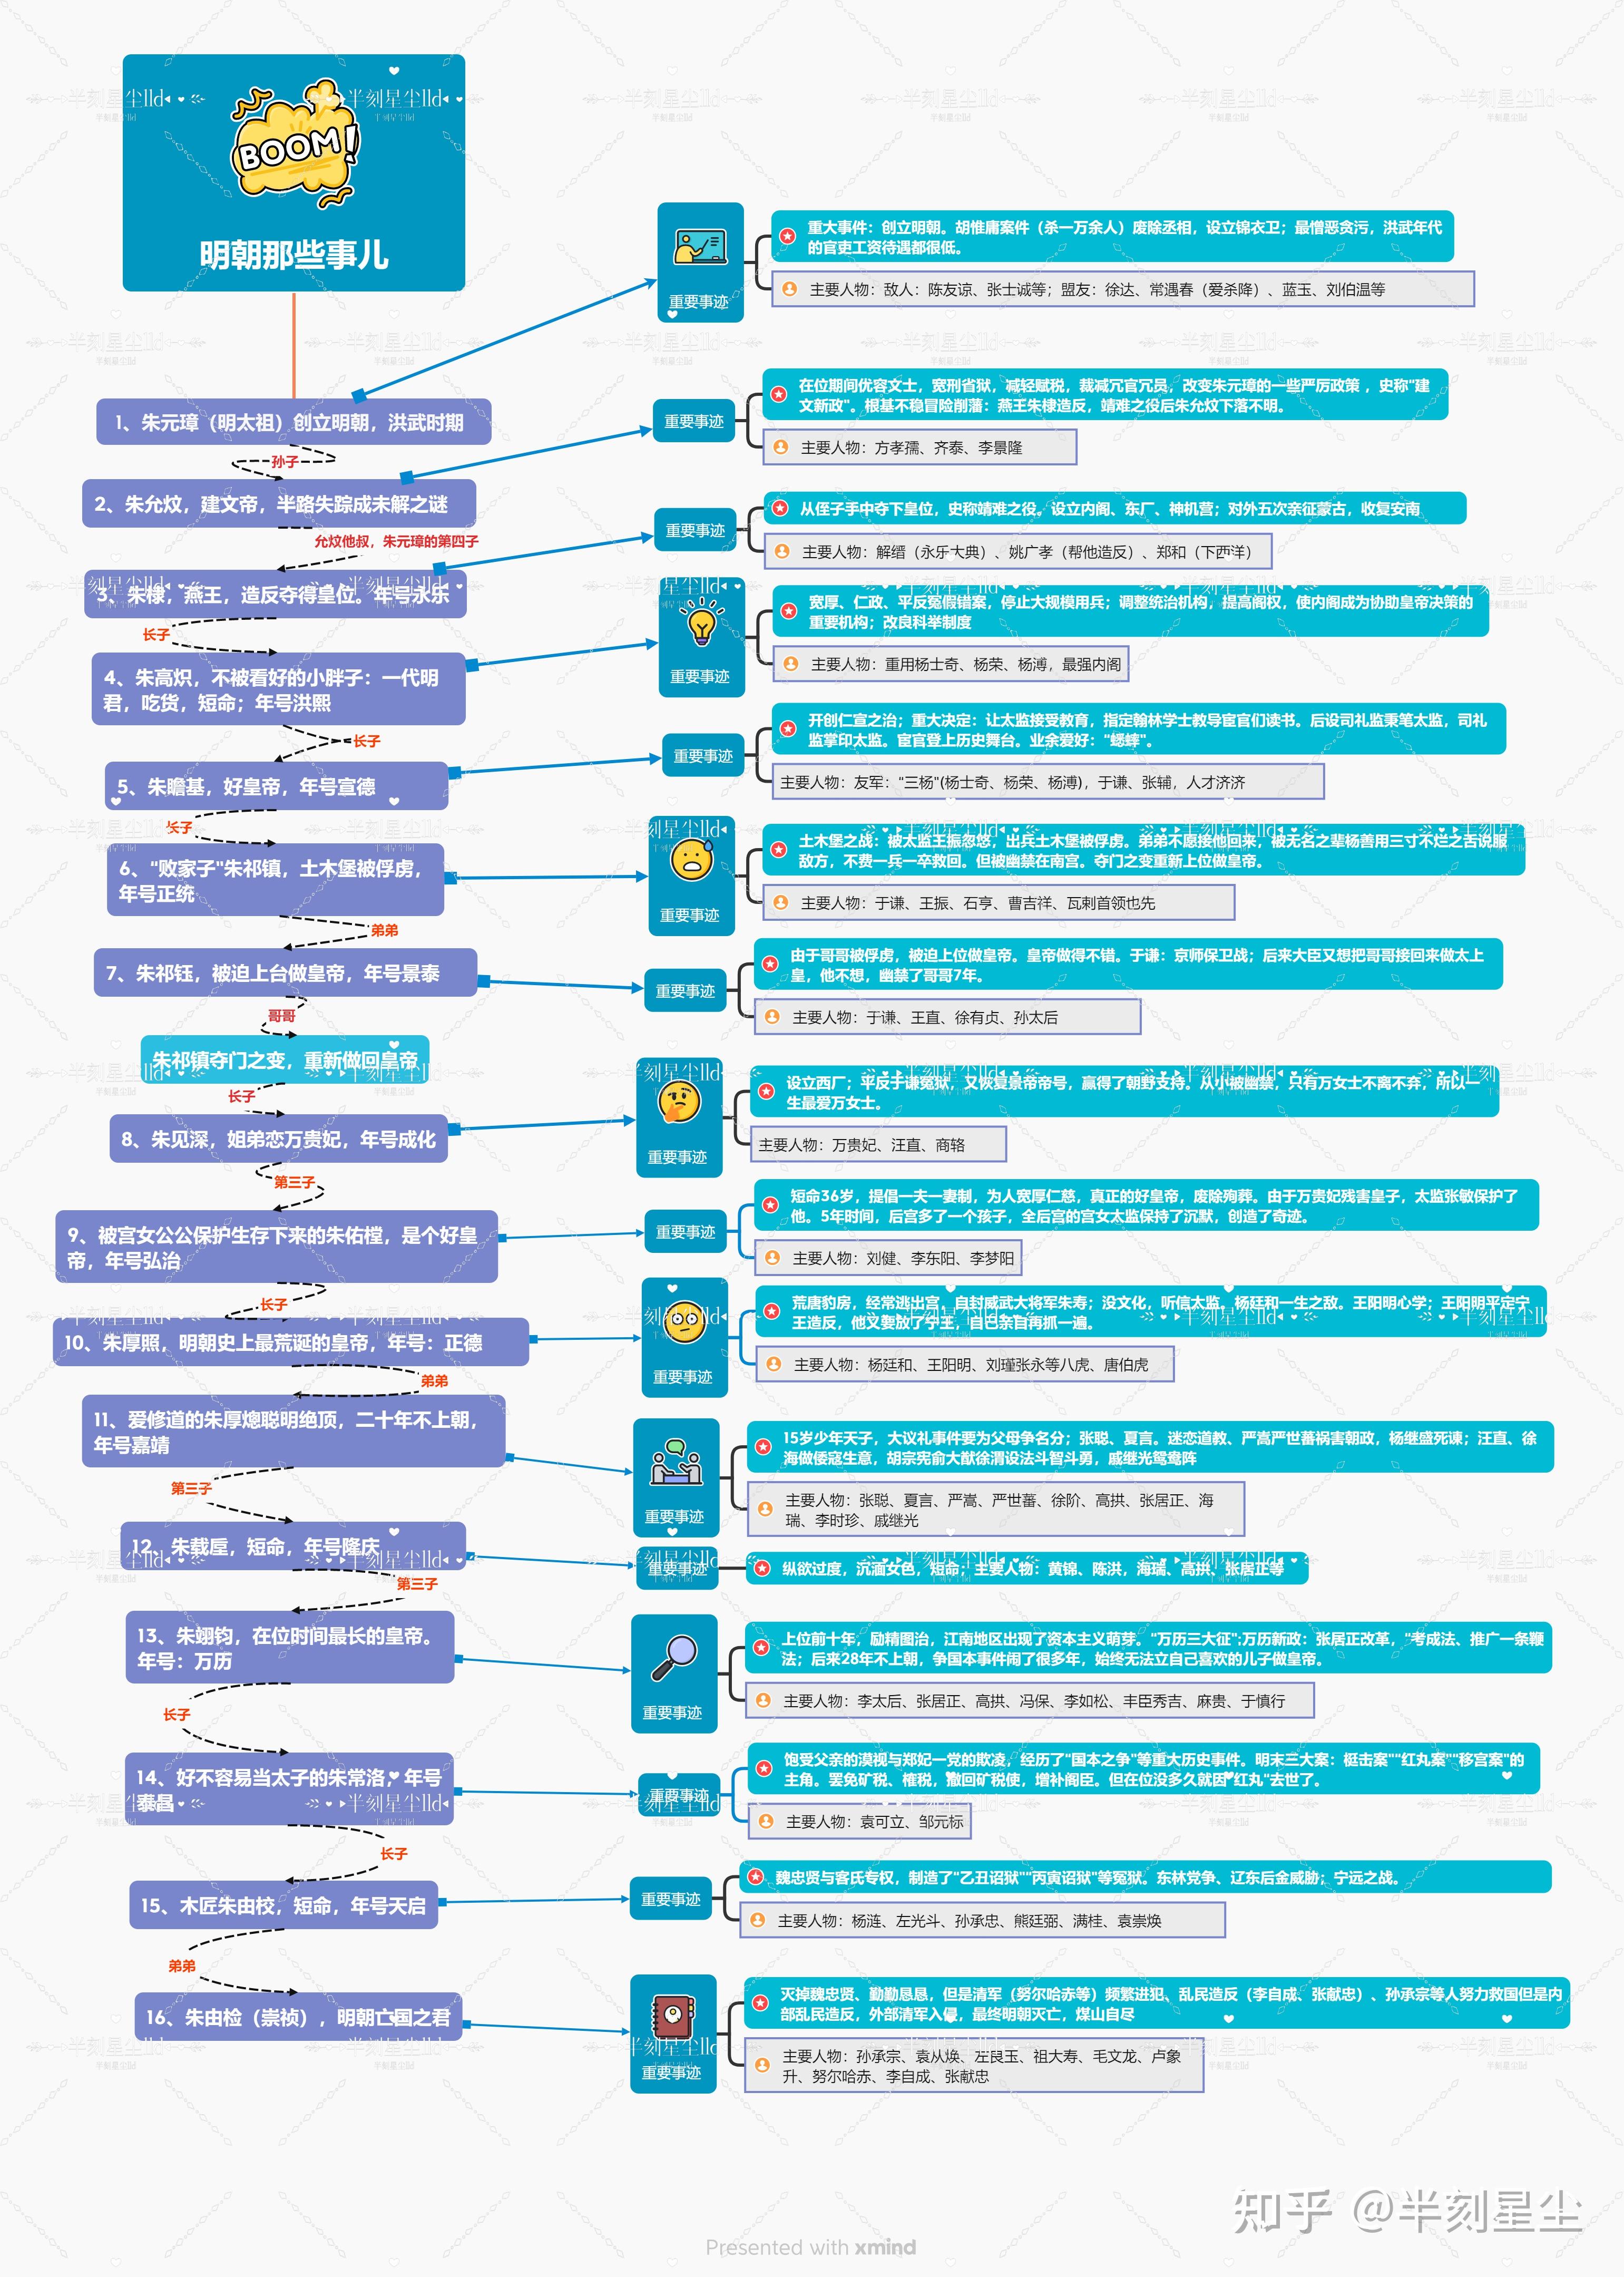 BOOM!
明朝那些事儿
1、朱元璋（明太祖）创立明朝，洪武时期
重要事迹
重大事件：创立明朝。胡惟庸案件（杀一万余人）废除丞相，设立锦衣卫；最憎恶贪污，洪武年代
的官吏工资待遇都很低。
主要人物：敌人：陈友谅、张士诚等；盟友：徐达、常遇春（爱杀降）、蓝玉、刘伯温等
孙子
2、朱允炆，建文帝，半路失踪成未解之谜
重要事迹
在位期间优容文士，宽刑省狱，减轻赋税，裁减冗官冗员，改变朱元璋的一些严厉政策 ，史称"建
文新政"。根基不稳冒险削藩：燕王朱棣造反，靖难之役后朱允炆下落不明。
主要人物：方孝孺、齐泰、李景隆
允炆他叔，朱元璋的第四子
3、朱棣，燕王，造反夺得皇位。年号永乐
重要事迹
从侄子手中夺下皇位，史称靖难之役。设立内阁、东厂、神机营；对外五次亲征蒙古，收复安南
主要人物：解缙（永乐大典）、姚广孝（帮他造反）、郑和（下西洋）
长子
4、朱高炽，不被看好的小胖子：一代明
君，吃货，短命；年号洪熙
重要事迹
宽厚、仁政、平反冤假错案，停止大规模用兵；调整统治机构，提高阁权，使内阁成为协助皇帝决策的
重要机构；改良科举制度
主要人物：重用杨士奇、杨荣、杨溥，最强内阁
长子
5、朱瞻基，好皇帝，年号宣德
重要事迹
开创仁宣之治；重大决定：让太监接受教育，指定翰林学士教导宦官们读书。后设司礼监秉笔太监，司礼
监掌印太监。宦官登上历史舞台。业余爱好："蟋蟀"。
主要人物：友军："三杨"(杨士奇、杨荣、杨溥)，于谦、张辅，人才济济
长子
6、"败家子"朱祁镇，土木堡被俘虏，
年号正统
重要事迹
土木堡之战：被太监王振忽悠，出兵土木堡被俘虏。弟弟不愿接他回来，被无名之辈杨善用三寸不烂之舌说服
敌方，不费一兵一卒救回。但被幽禁在南宫。夺门之变重新上位做皇帝。
主要人物：于谦、王振、石亨、曹吉祥、瓦剌首领也先
弟弟
7、朱祁钰，被迫上台做皇帝，年号景泰
重要事迹
由于哥哥被俘虏，被迫上位做皇帝。皇帝做得不错。于谦：京师保卫战；后来大臣又想把哥哥接回来做太上
皇，他不想，幽禁了哥哥7年。
主要人物：于谦、王直、徐有贞、孙太后
哥哥
朱祁镇夺门之变，重新做回皇帝
长子
8、朱见深，姐弟恋万贵妃，年号成化
重要事迹
设立西厂；平反于谦冤狱，又恢复景帝帝号，赢得了朝野支持。从小被幽禁，只有万女士不离不弃，所以一
生最爱万女士。
主要人物：万贵妃、汪直、商辂
第三子
9、被宫女公公保护生存下来的朱佑樘，是个好皇
帝，年号弘治
重要事迹
短命36岁，提倡一夫一妻制，为人宽厚仁慈，真正的好皇帝，废除殉葬。由于万贵妃残害皇子，太监张敏保护了
他。5年时间，后宫多了一个孩子，全后宫的宫女太监保持了沉默，创造了奇迹。
主要人物：刘健、李东阳、李梦阳
长子
10、朱厚照，明朝史上最荒诞的皇帝，年号：正德
重要事迹
荒唐豹房，经常逃出宫，自封威武大将军朱寿；没文化，听信太监，杨廷和一生之敌。王阳明心学；王阳明平定宁
王造反，他又要放了宁王，自己亲自再抓一遍。
主要人物：杨廷和、王阳明、刘瑾张永等八虎、唐伯虎
弟弟
11、爱修道的朱厚熜聪明绝顶，二十年不上朝，
年号嘉靖
重要事迹
15岁少年天子，大议礼事件要为父母争名分；张聪、夏言。迷恋道教、严嵩严世蕃祸害朝政，杨继盛死谏；汪直、徐
海做倭寇生意，胡宗宪俞大猷徐渭设法斗智斗勇，戚继光鸳鸯阵
主要人物：张聪、夏言、严嵩、严世蕃、徐阶、高拱、张居正、海
瑞、李时珍、戚继光
第三子
12、朱载垕，短命，年号隆庆
重要事迹
纵欲过度，沉湎女色，短命；主要人物：黄锦、陈洪，海瑞、高拱、张居正等
第三子
13、朱翊钧，在位时间最长的皇帝。
年号：万历
重要事迹
上位前十年，励精图治，江南地区出现了资本主义萌芽。"万历三大征";万历新政：张居正改革，"考成法、推广一条鞭
法；后来28年不上朝，争国本事件闹了很多年，始终无法立自己喜欢的儿子做皇帝。
主要人物：李太后、张居正、高拱、冯保、李如松、丰臣秀吉、麻贵、于慎行
长子
14、好不容易当太子的朱常洛，年号
泰昌
重要事迹
饱受父亲的漠视与郑妃一党的欺凌，经历了"国本之争"等重大历史事件。明末三大案：梃击案""红丸案""移宫案"的
主角。罢免矿税、榷税，撤回矿税使，增补阁臣。但在位没多久就因"红丸"去世了。
主要人物：袁可立、邹元标
长子
15、木匠朱由校，短命，年号天启
重要事迹
魏忠贤与客氏专权，制造了"乙丑诏狱""丙寅诏狱"等冤狱。东林党争、辽东后金威胁；宁远之战。
主要人物：杨涟、左光斗、孙承忠、熊廷弼、满桂、袁崇焕
弟弟
16、朱由检（崇祯），明朝亡国之君
重要事迹
灭掉魏忠贤、勤勤恳恳，但是清军（努尔哈赤等）频繁进犯、乱民造反（李自成、张献忠）、孙承宗等人努力救国但是内
部乱民造反，外部清军入侵，最终明朝灭亡，煤山自尽
主要人物：孙承宗、袁从焕、左良玉、祖大寿、毛文龙、卢象
升、努尔哈赤、李自成、张献忠
知乎 @半刻星尘
Presented with xmind
半刻星尘lld